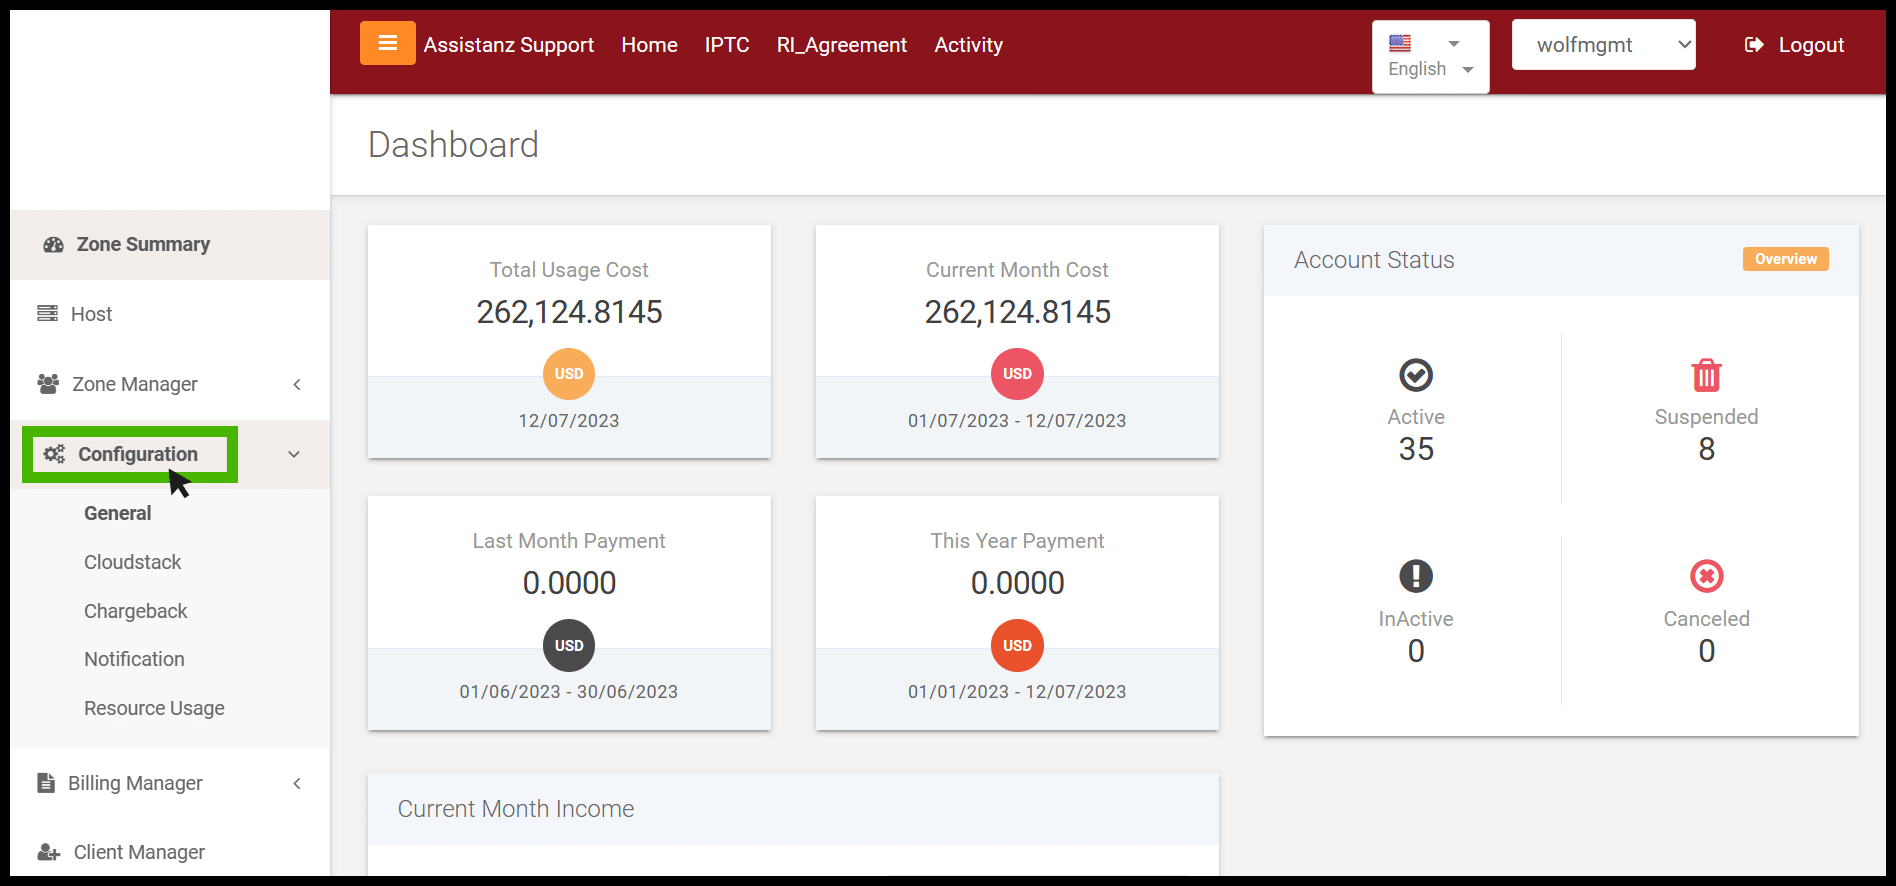 Assistanz Support Home IPTC RI_Agreement Activity
English
wolfmgmt
Logout
Dashboard
Zone Summary
Host
Zone Manager
Configuration
General
Cloudstack
Chargeback
Notification
Resource Usage
Billing Manager
Client Manager
Total Usage Cost
262,124.8145
USD
12/07/2023
Current Month Cost
262,124.8145
USD
01/07/2023 - 12/07/2023
Last Month Payment
0.0000
USD
01/06/2023 - 30/06/2023
This Year Payment
0.0000
USD
01/01/2023 - 12/07/2023
Account Status
Overview
Active
35
Suspended
8
InActive
0
Canceled
0
Current Month Income